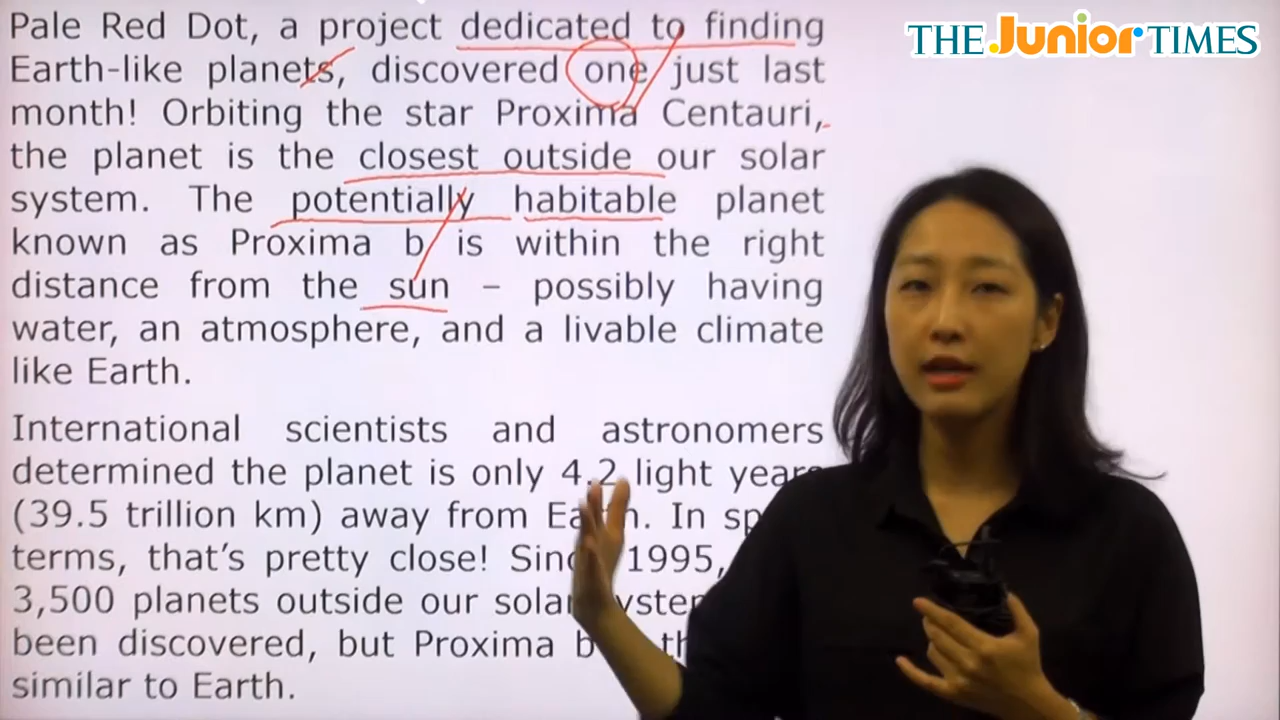 THE Junior TIMES
Pale Red Dot, a project dedicated to finding
Earth-like planets, discovered one just last
month! Orbiting the star Proxima Centauri,
the planet is the closest outside our solar
system. The potentially habitable planet
known as Proxima b is within the right
distance from the sun – possibly having
water, an atmosphere, and a livable climate
like Earth.
International scientists and astronomers
determined the planet is only 4.2 light years
(39.5 trillion km) away from Earth. In
terms, that's pretty close! Since 1995,
3,500 planets outside our solar
been discovered, but Proxima b
similar to Earth.